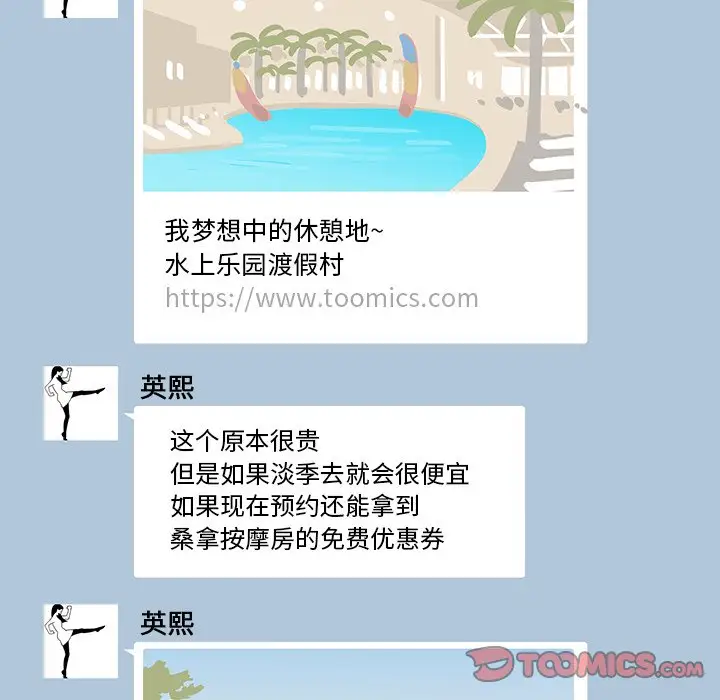 我梦想中的休憩地~
水上乐园渡假村
https://www.toomics.com
英熙
这个原本很贵
但是如果淡季去就会很便宜
如果现在预约还能拿到
桑拿按摩房的免费优惠券
英熙
TOOMICS.COM